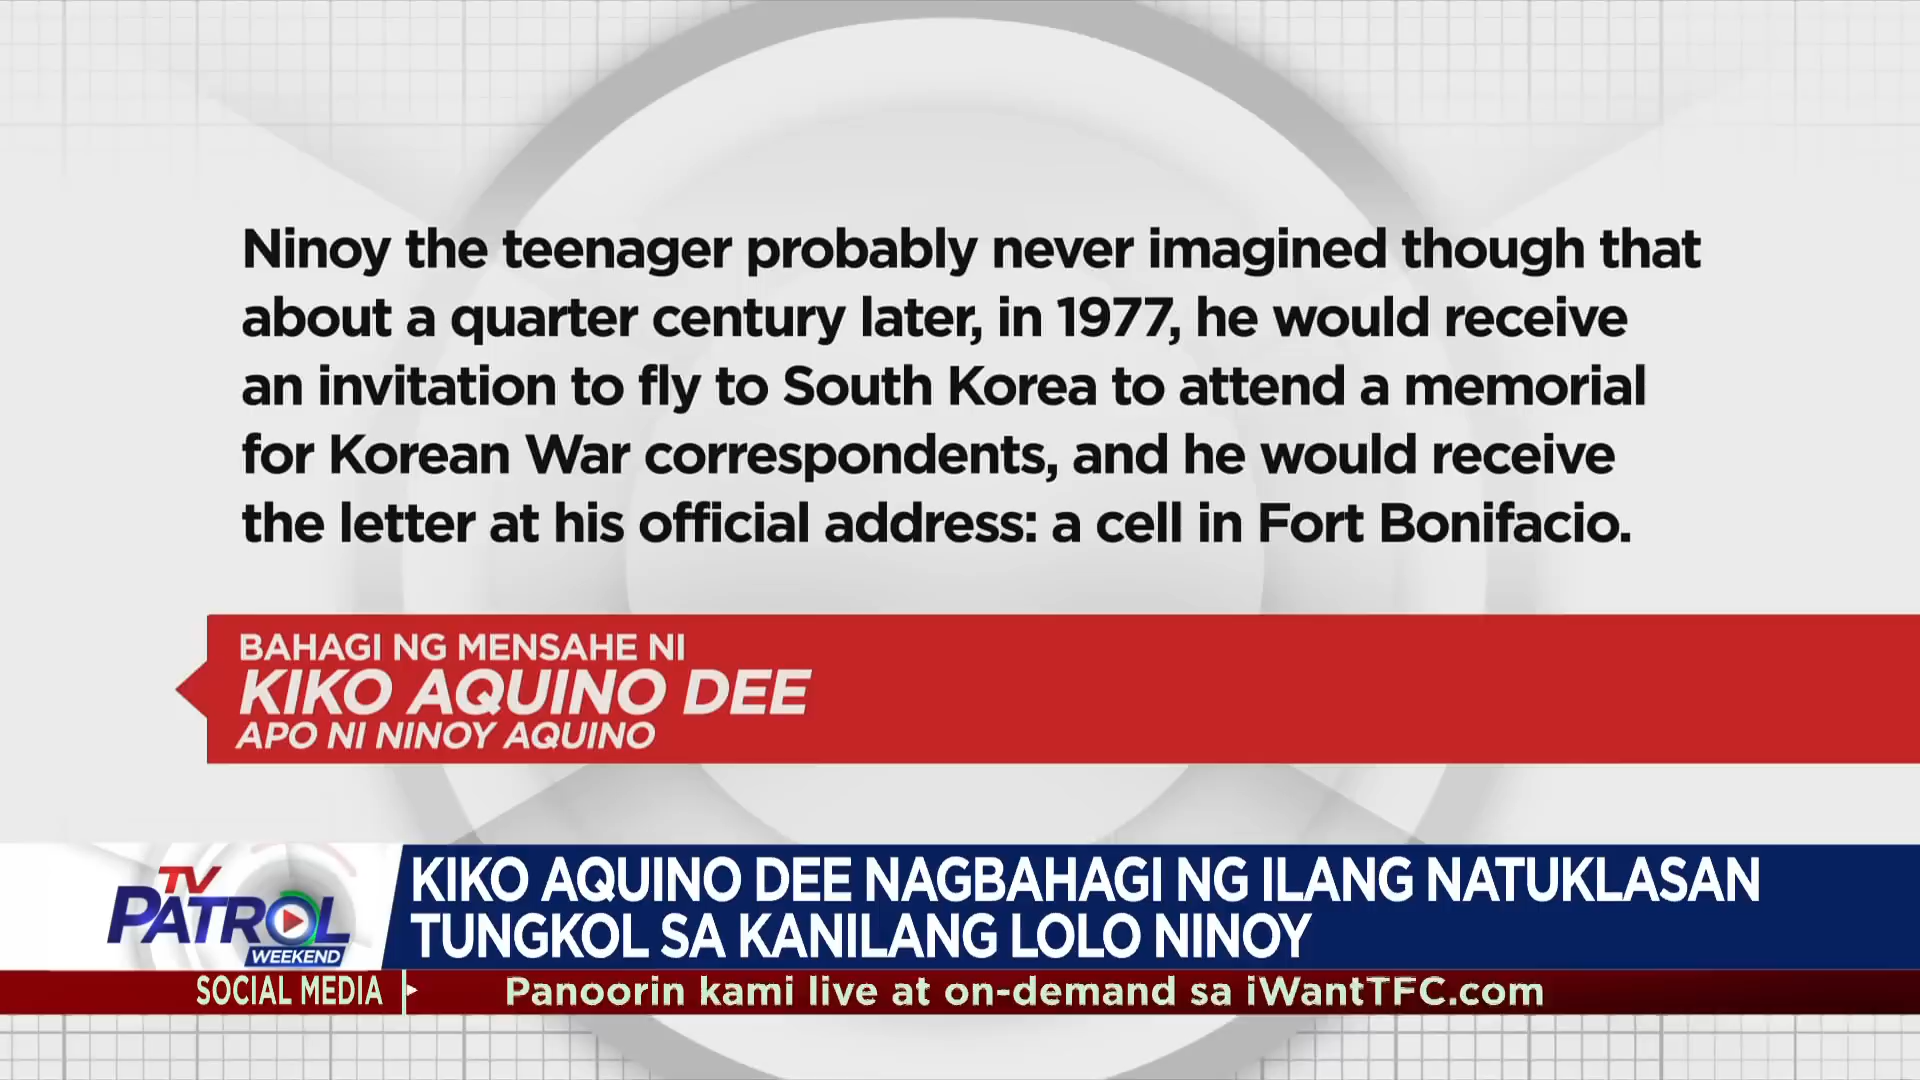 Ninoy the teenager probably never imagined though that
about a quarter century later, in 1977, he would receive
an invitation to fly to South Korea to attend a memorial
for Korean War correspondents, and he would receive
the letter at his official address: a cell in Fort Bonifacio.
BAHAGI NG MENSAHE NI
KIKO AQUINO DEE
APO NI NINOY AQUINO
TV
PATROL
WEEKEND
KIKO AQUINO DEE NAGBAHAGI NG ILANG NATUKLASAN
TUNGKOL SA KANILANG LOLO NINOY
SOCIAL MEDIA
Panoorin kami live at on-demand sa iWantTFC.com